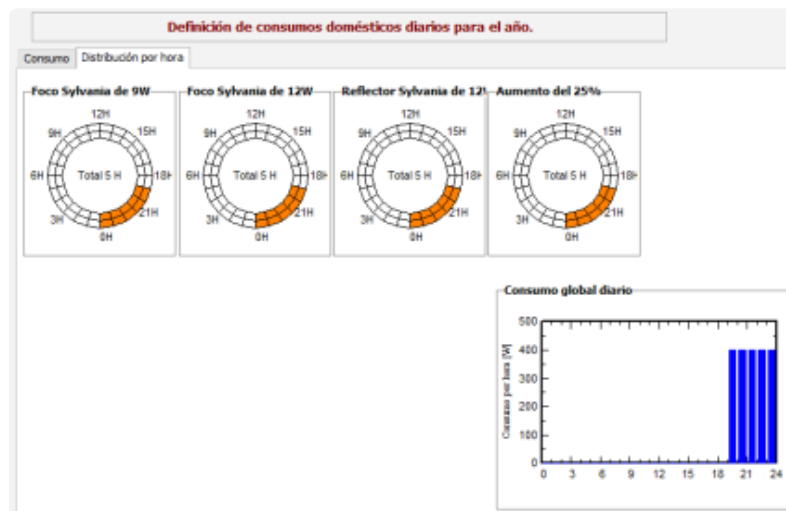 Definición de consumos domésticos diarios para el año.
Consumo Distribución por hora
Foco Sylvania de 9W
12H
9H 15H
6H Total 5 H 18H
3H 21H
0H
Foco Sylvania de 12W
12H
9H 15H
6H Total 5 H 18H
3H 21H
0H
Reflector Sylvania de 12
12H
9H 15H
6H Total 5 H 18H
3H 21H
0H
Aumento del 25%
12H
9H 15H
6H Total 5 H 18H
3H 21H
0H
Consumo global diario
Consumo por hora [W]
500
400
300
200
100
0
0 3 6 9 12 15 18 21 24